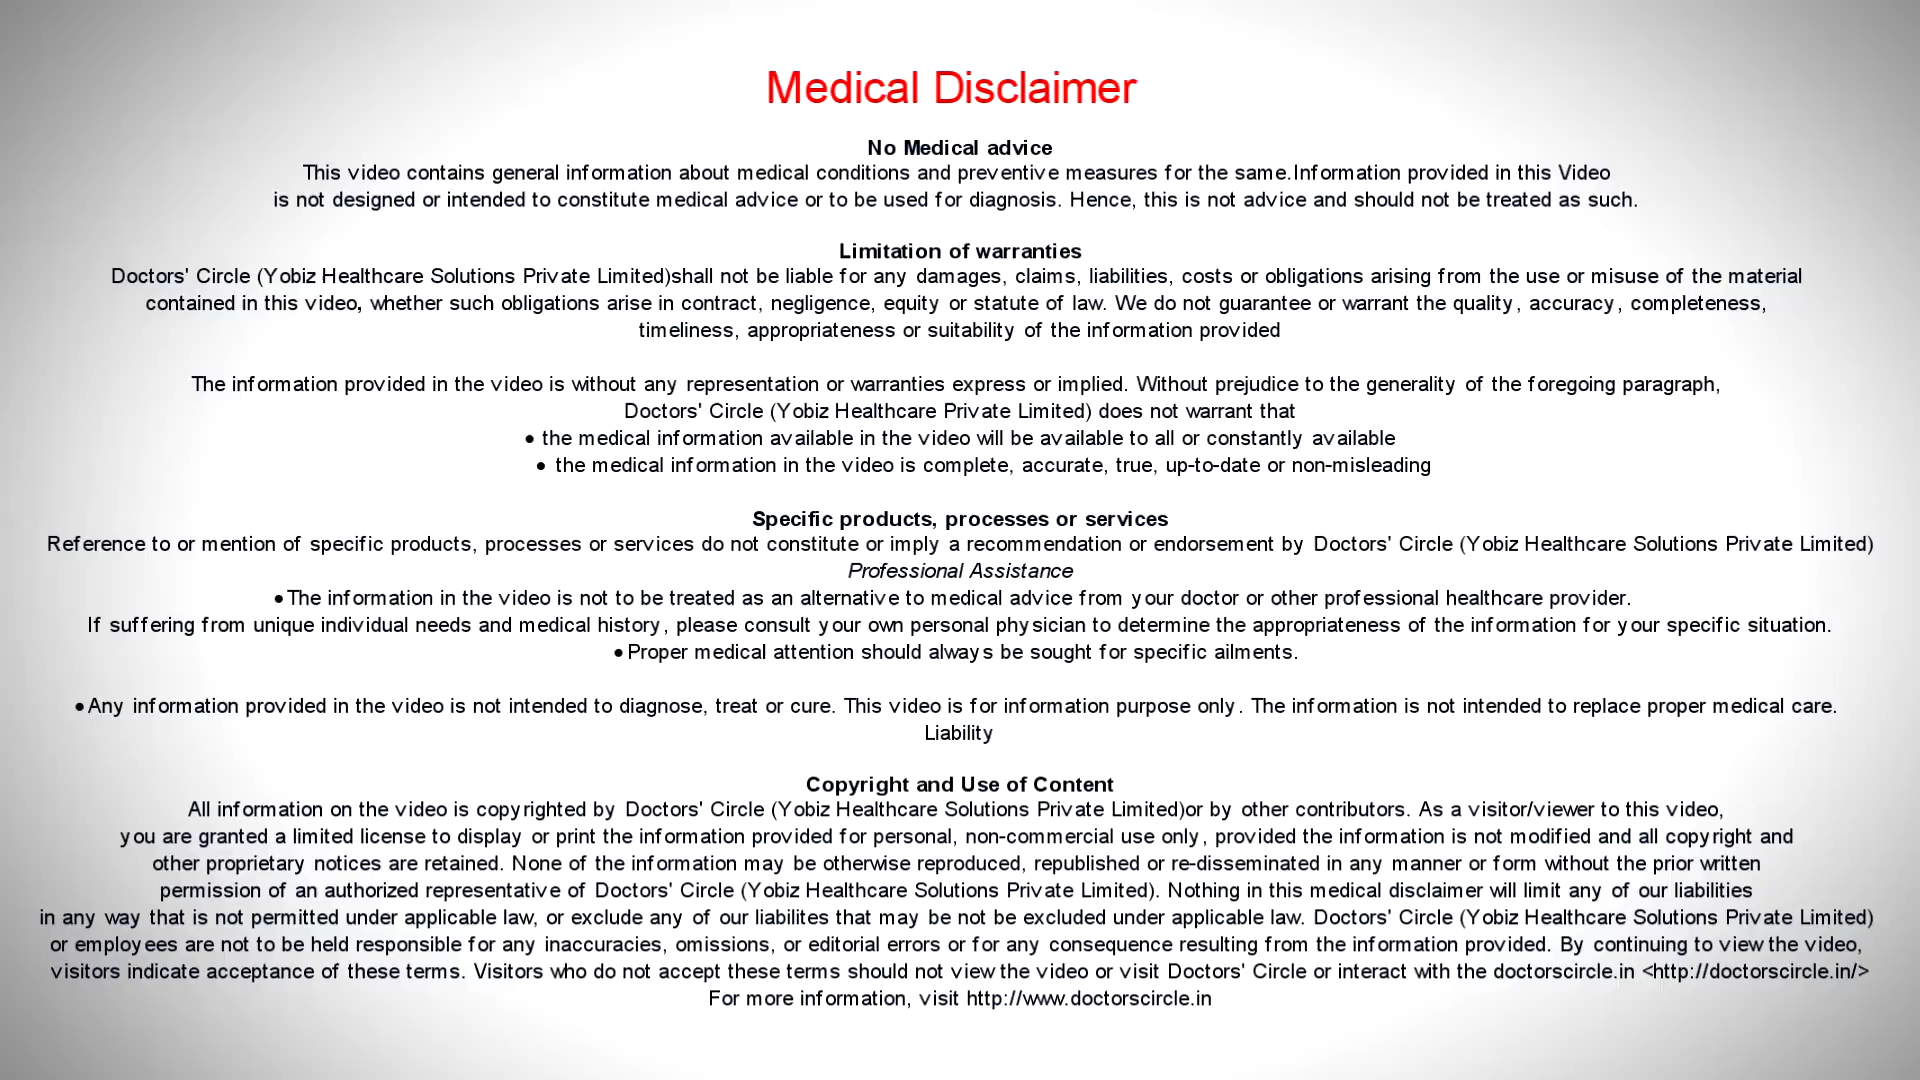 Medical Disclaimer
No Medical advice
This video contains general information about medical conditions and preventive measures for the same.Information provided in this Video
is not designed or intended to constitute medical advice or to be used for diagnosis. Hence, this is not advice and should not be treated as such.
Limitation of warranties
Doctors' Circle (Yobiz Healthcare Solutions Private Limited)shall not be liable for any damages, claims, liabilities, costs or obligations arising from the use or misuse of the material
contained in this video, whether such obligations arise in contract, negligence, equity or statute of law. We do not guarantee or warrant the quality, accuracy, completeness,
timeliness, appropriateness or suitability of the information provided
The information provided in the video is without any representation or warranties express or implied. Without prejudice to the generality of the foregoing paragraph,
Doctors' Circle (Yobiz Healthcare Private Limited) does not warrant that
• the medical information available in the video will be available to all or constantly available
• the medical information in the video is complete, accurate, true, up-to-date or non-misleading
Specific products, processes or services
Reference to or mention of specific products, processes or services do not constitute or imply a recommendation or endorsement by Doctors' Circle (Yobiz Healthcare Solutions Private Limited)
Professional Assistance
•The information in the video is not to be treated as an alternative to medical advice from your doctor or other professional healthcare provider.
If suffering from unique individual needs and medical history, please consult your own personal physician to determine the appropriateness of the information for your specific situation.
•Proper medical attention should always be sought for specific ailments.
•Any information provided in the video is not intended to diagnose, treat or cure. This video is for information purpose only. The information is not intended to replace proper medical care.
Liability
Copyright and Use of Content
All information on the video is copyrighted by Doctors' Circle (Yobiz Healthcare Solutions Private Limited)or by other contributors. As a visitor/viewer to this video,
you are granted a limited license to display or print the information provided for personal, non-commercial use only, provided the information is not modified and all copyright and
other proprietary notices are retained. None of the information may be otherwise reproduced, republished or re-disseminated in any manner or form without the prior written
permission of an authorized representative of Doctors' Circle (Yobiz Healthcare Solutions Private Limited). Nothing in this medical disclaimer will limit any of our liabilities
in any way that is not permitted under applicable law, or exclude any of our liabilites that may be not be excluded under applicable law. Doctors' Circle (Yobiz Healthcare Solutions Private Limited)
or employees are not to be held responsible for any inaccuracies, omissions, or editorial errors or for any consequence resulting from the information provided. By continuing to view the video,
visitors indicate acceptance of these terms. Visitors who do not accept these terms should not view the video or visit Doctors' Circle or interact with the doctorscircle.in <http://doctorscircle.in/>
For more information, visit http://www.doctorscircle.in